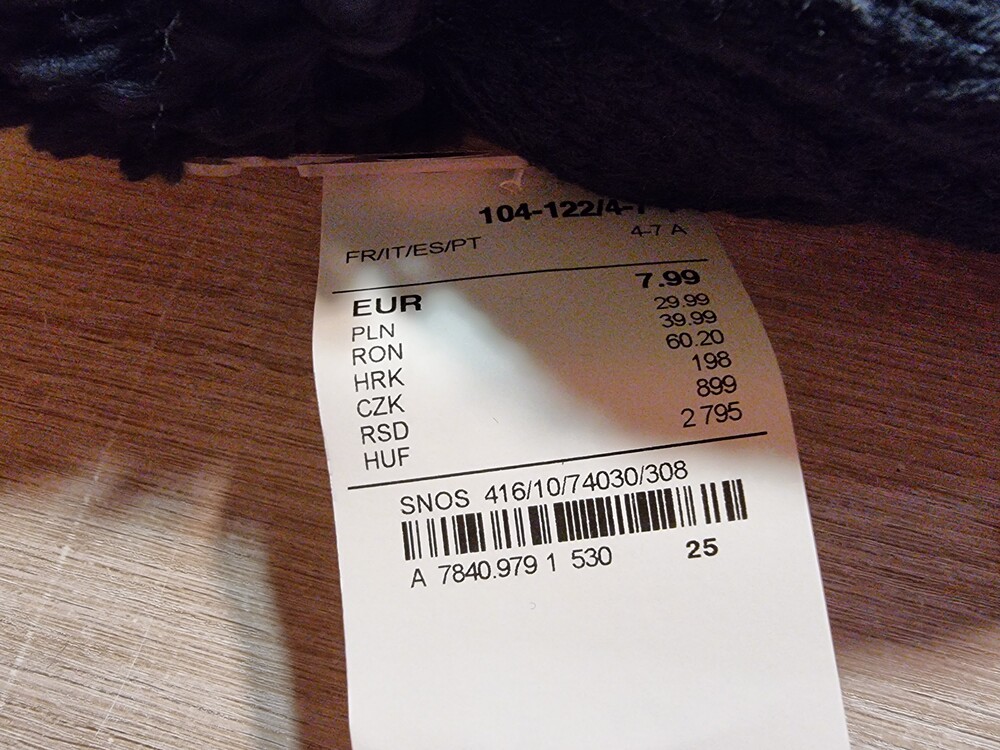 104-122/4-7
FR/IT/ES/PT 4-7 A
EUR 7.99
PLN 29.99
RON 39.99
HRK 60.20
CZK 198
RSD 899
HUF 2 795
SNOS 416/10/74030/308
A 7840.979 1 530 25